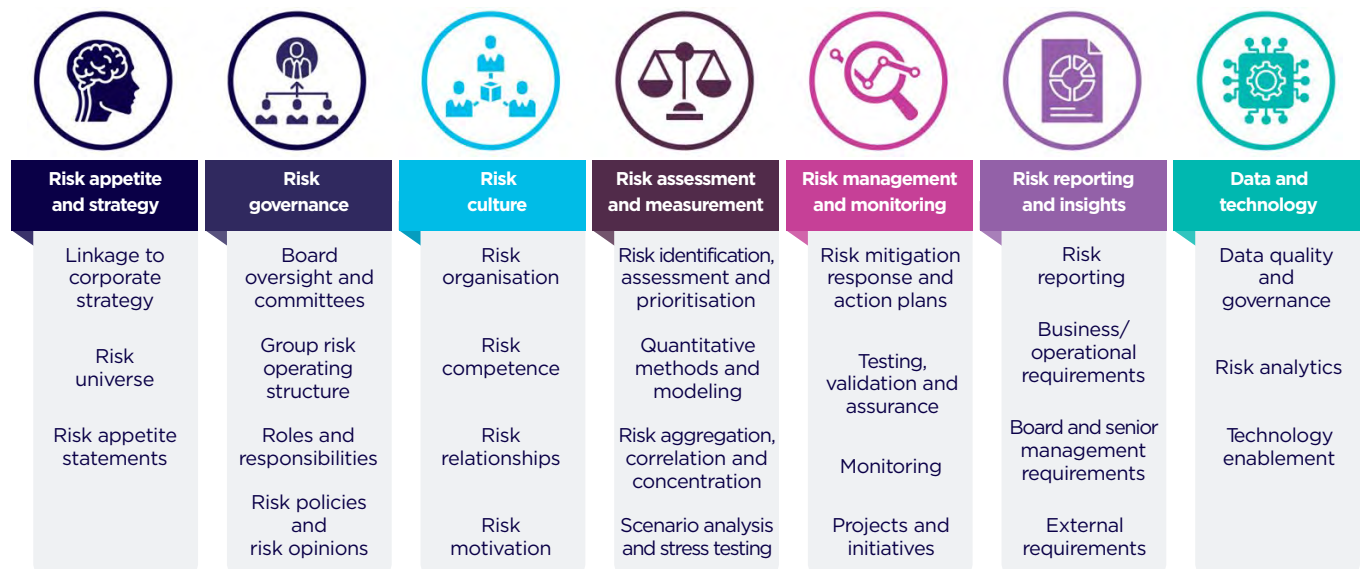 Risk appetite
and strategy
Linkage to
corporate
strategy
Risk
universe
Risk appetite
statements
Risk
governance
Board
oversight and
committees
Group risk
operating
structure
Roles and
responsibilities
Risk policies
and
risk opinions
Risk
culture
Risk
organisation
Risk
competence
Risk
relationships
Risk
motivation
Risk assessment
and measurement
Risk identification,
assessment and
prioritisation
Quantitative
methods and
modeling
Risk aggregation,
correlation and
concentration
Scenario analysis
and stress testing
Risk management
and monitoring
Risk mitigation
response and
action plans
Testing,
validation and
assurance
Monitoring
Projects and
initiatives
Risk reporting
and insights
Risk
reporting
Business/
operational
requirements
Board and senior
management
requirements
External
requirements
Data and
technology
Data quality
and
governance
Risk analytics
Technology
enablement